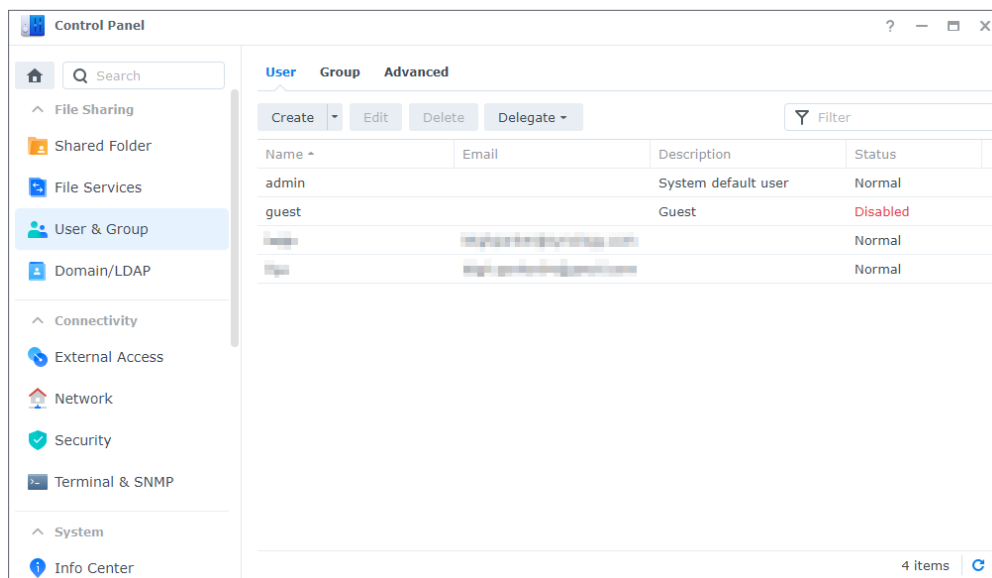 Control Panel
Search
User Group Advanced
File Sharing
Shared Folder
File Services
User & Group
Domain/LDAP
Connectivity
External Access
Network
Security
Terminal & SNMP
System
Info Center
Create Edit Delete Delegate Filter
Name Email Description Status
admin System default user Normal
guest Guest Disabled
Normal
Normal
4 items